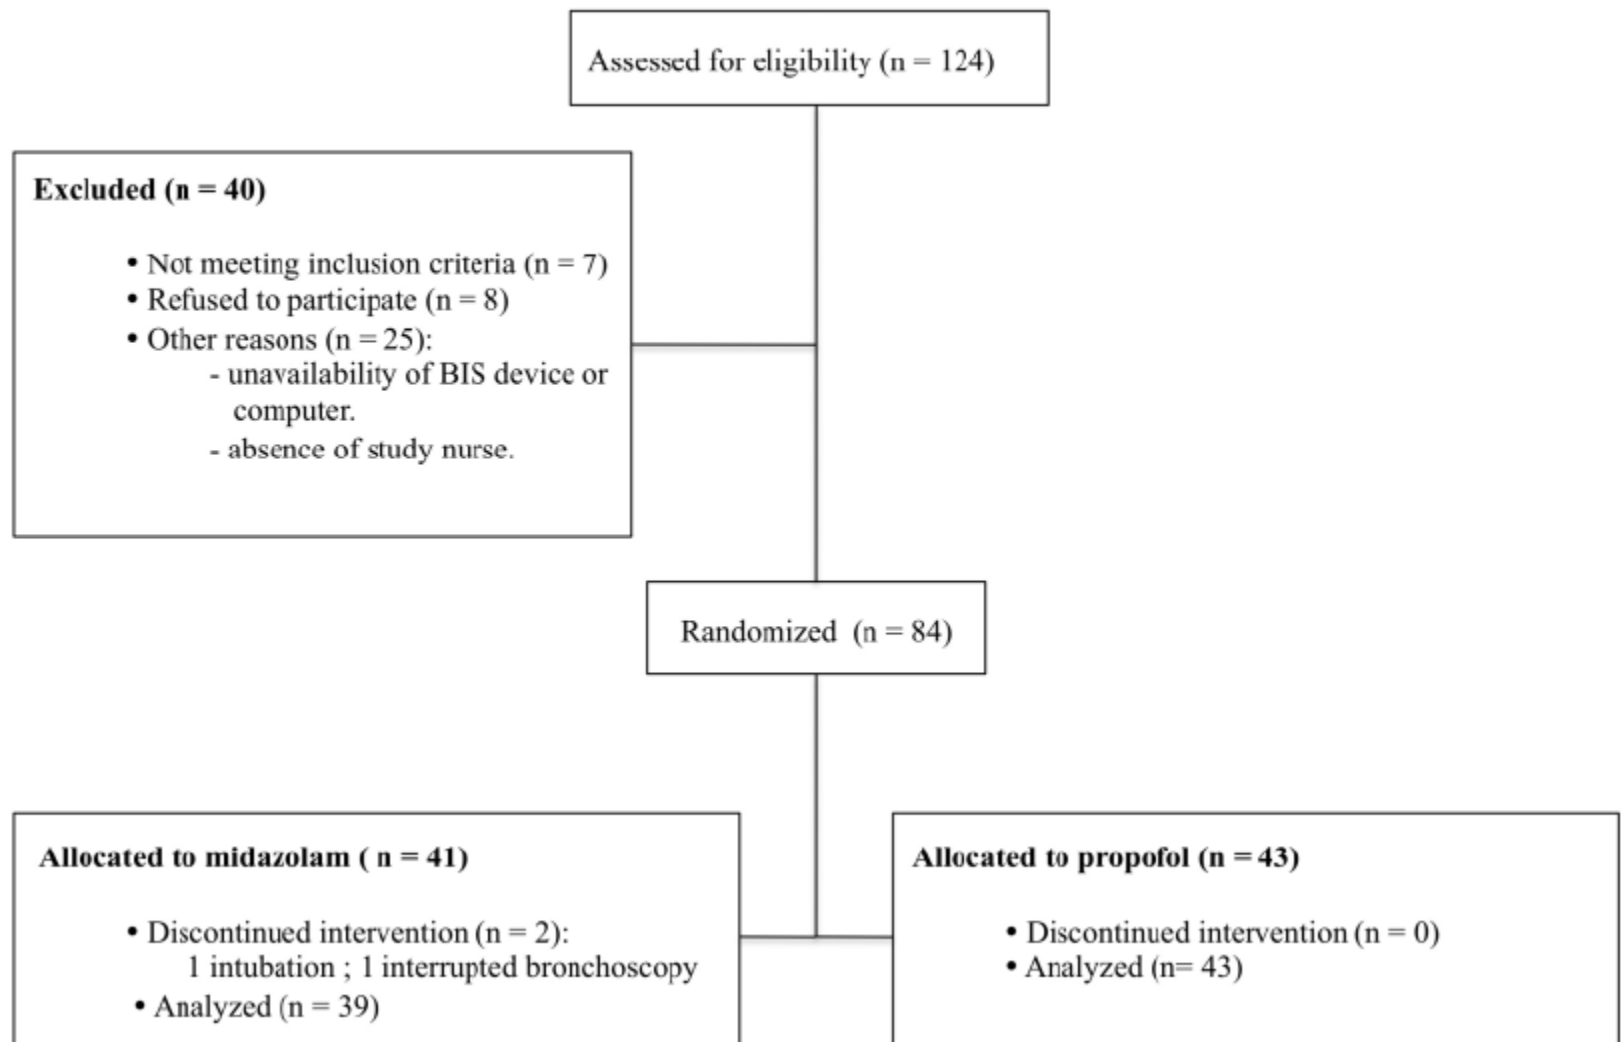 Assessed for eligibility (n = 124)
Excluded (n = 40)
• Not meeting inclusion criteria (n = 7)
• Refused to participate (n = 8)
• Other reasons (n = 25):
- unavailability of BIS device or
computer.
- absence of study nurse.
Randomized (n = 84)
Allocated to midazolam ( n = 41)
• Discontinued intervention (n = 2):
1 intubation ; 1 interrupted bronchoscopy
• Analyzed (n = 39)
Allocated to propofol (n = 43)
• Discontinued intervention (n = 0)
• Analyzed (n= 43)